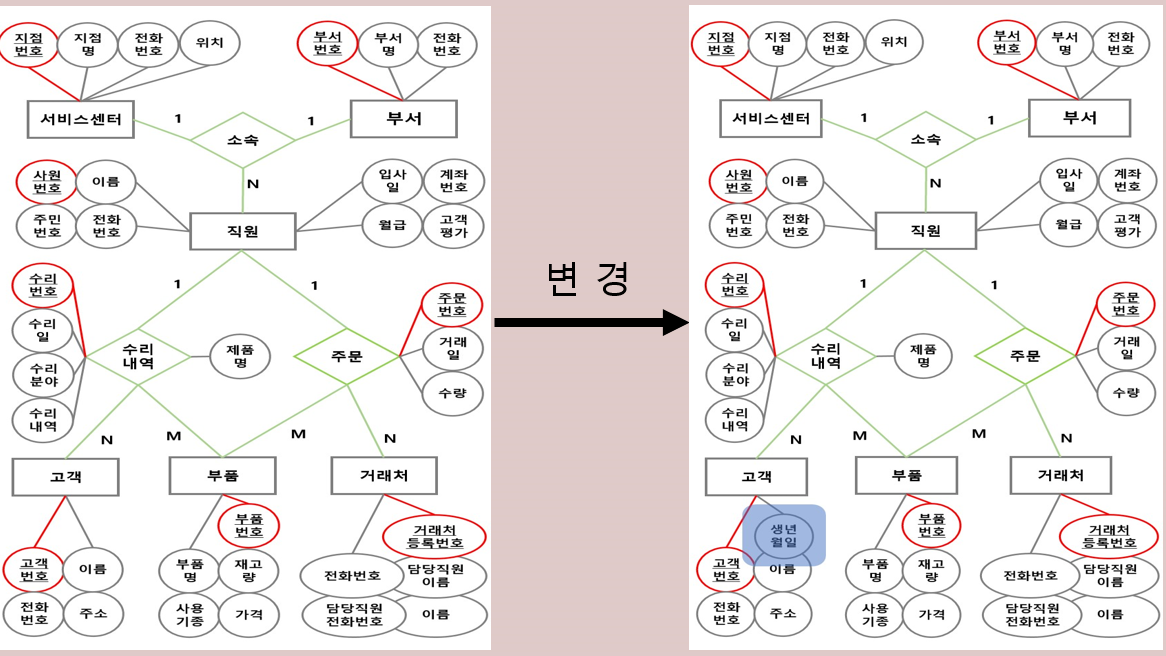 지점
번호
지점
명
전화
번호
위치
부서
번호
부서
명
전화
번호
서비스센터
1
소속
1
부서
N
사원
번호
이름
입사
일
계좌
번호
주민
번호
전화
번호
직원
월급
고객
평가
1
1
수리
번호
수리
일
수리
분야
수리
내역
수리
내역
제품
명
주문
주문
번호
거래
일
수량
N
M
M
N
고객
부품
거래처
부품
번호
거래처
등록번호
고객
번호
이름
부품
명
재고
량
전화번호
담당직원
이름
전화
번호
주소
사용
기종
가격
담당직원
전화번호
이름
변 경
지점
번호
지점
명
전화
번호
위치
부서
번호
부서
명
전화
번호
서비스센터
1
소속
1
부서
N
사원
번호
이름
입사
일
계좌
번호
주민
번호
전화
번호
직원
월급
고객
평가
1
1
수리
번호
수리
일
수리
분야
수리
내역
수리
내역
제품
명
주문
주문
번호
거래
일
수량
N
M
M
N
고객
부품
거래처
생년
월일
부품
번호
거래처
등록번호
고객
번호
이름
부품
명
재고
량
전화번호
담당직원
이름
전화
번호
주소
사용
기종
가격
담당직원
전화번호
이름